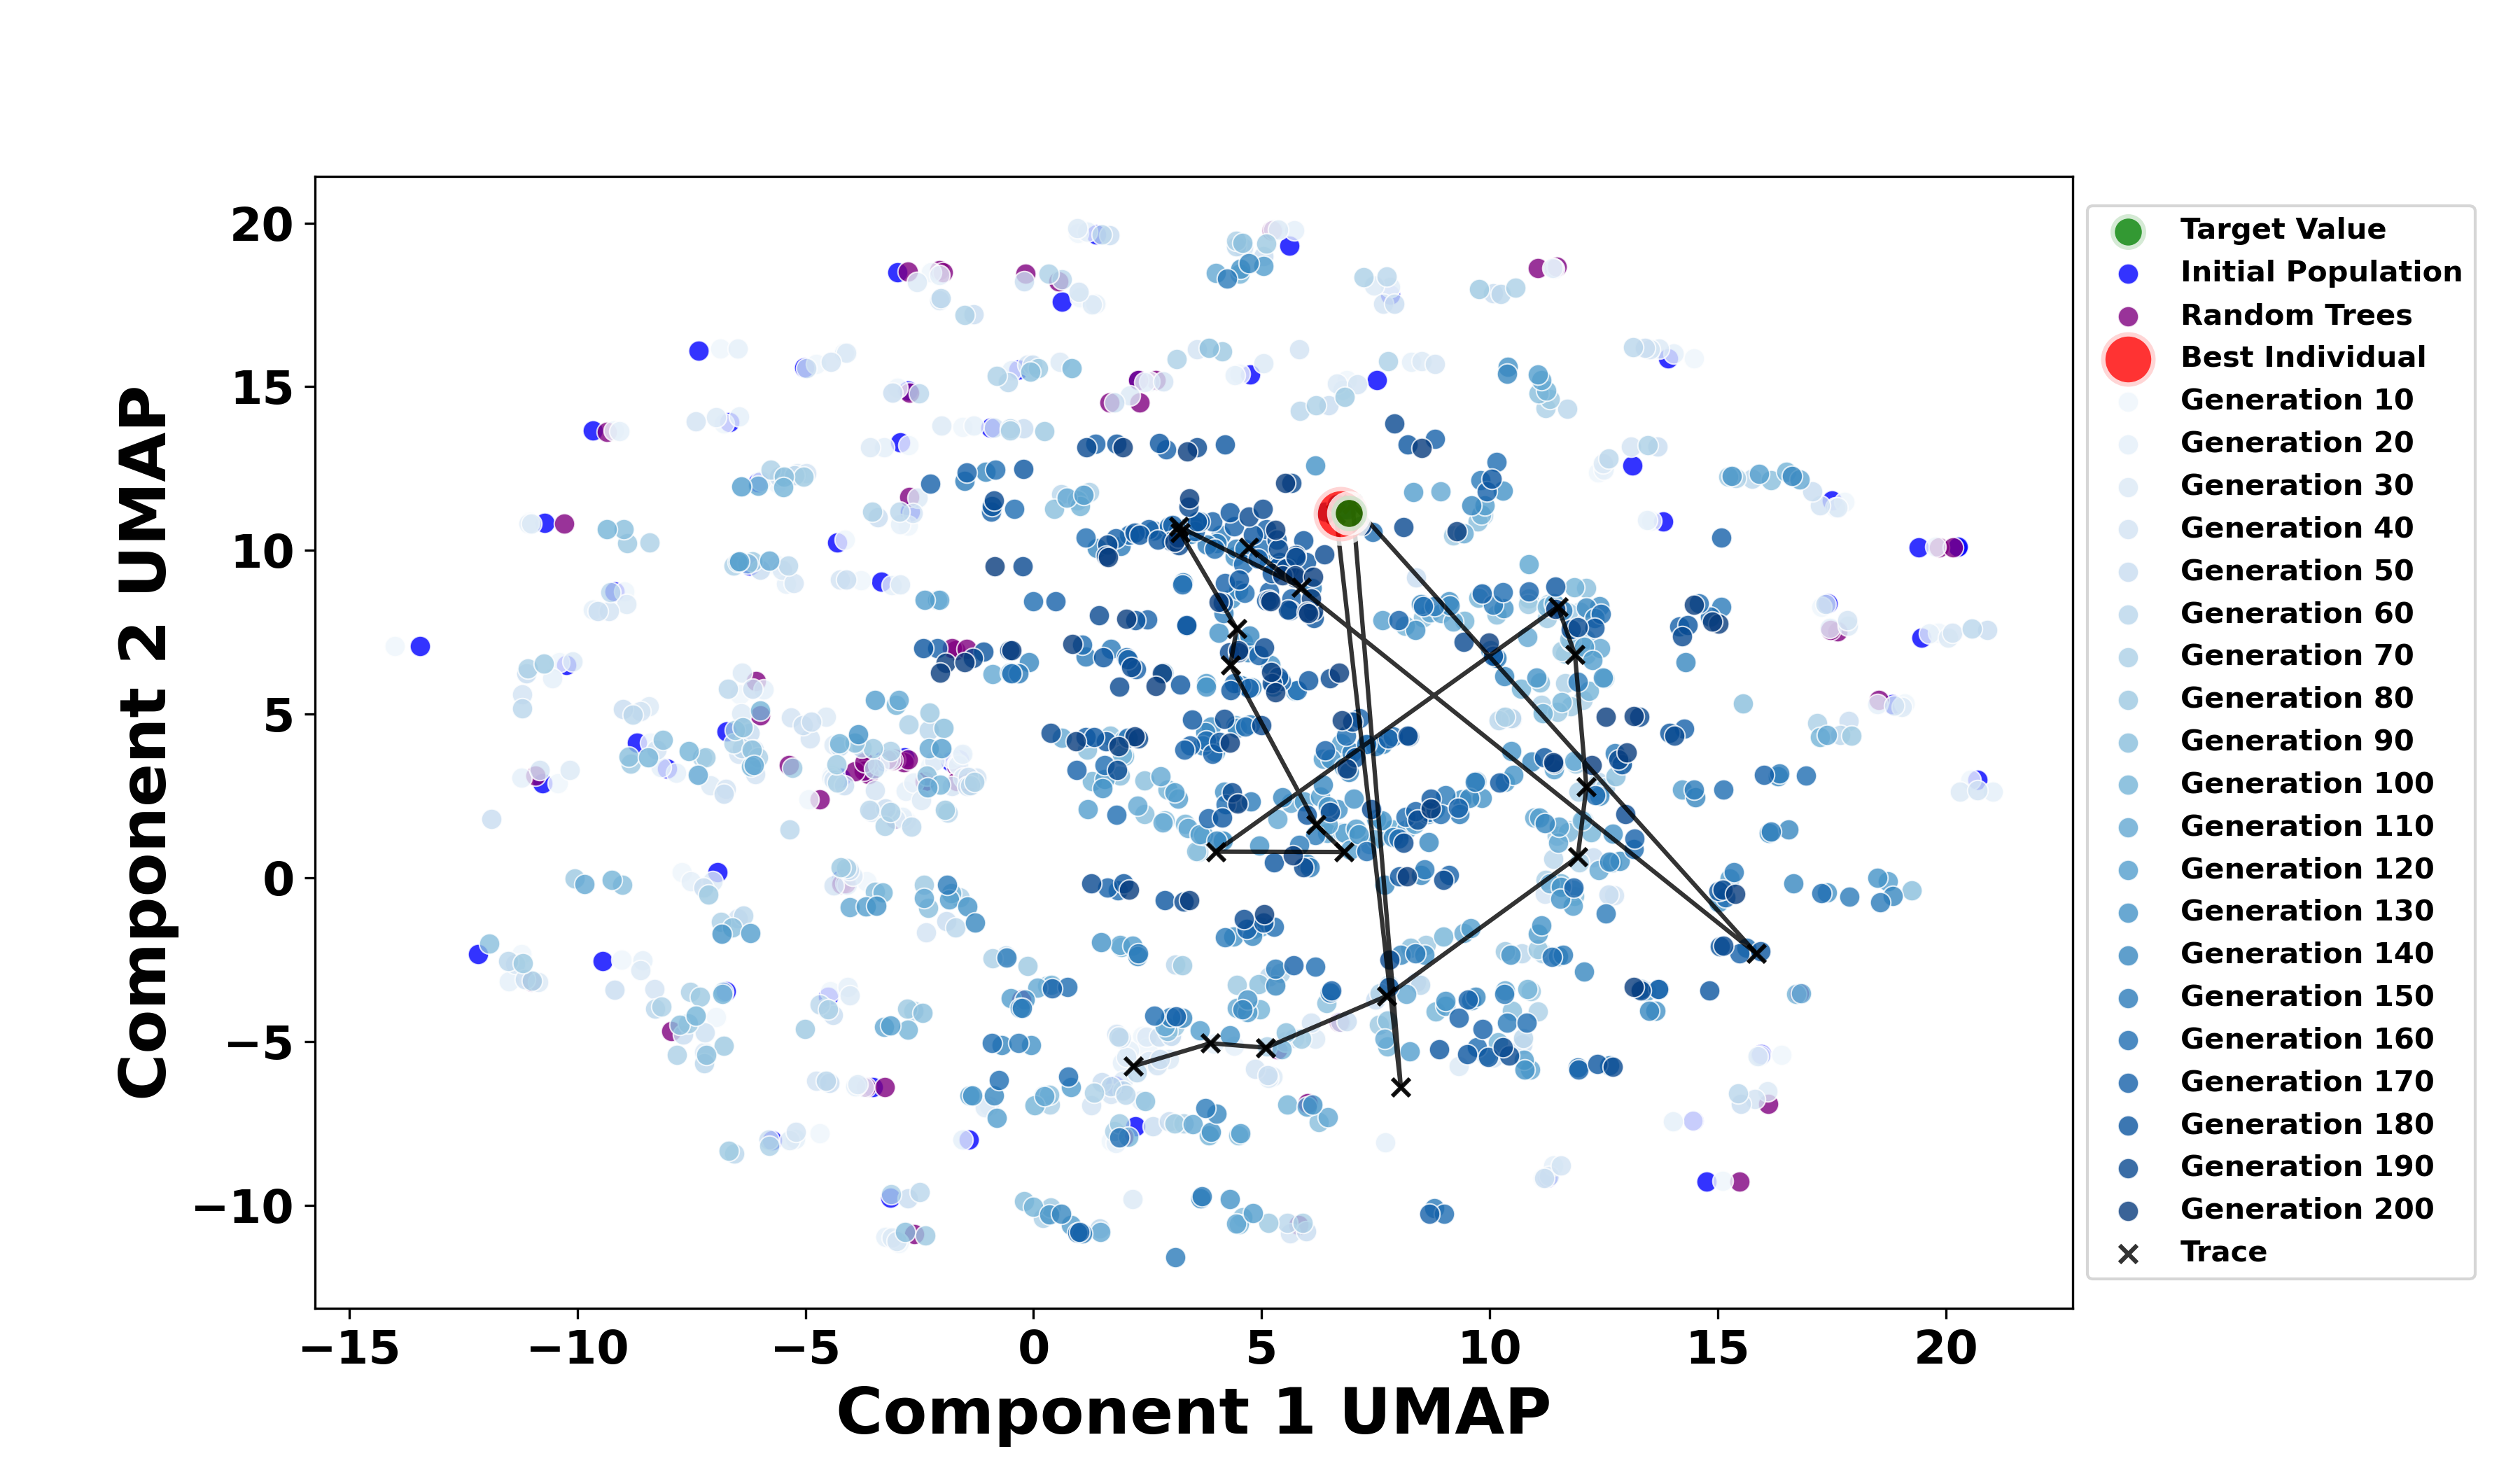 20
15
10
5
0
−5
−10
−15
−10
−5
0
5
10
15
20
Component 1 UMAP
Component 2 UMAP
Target Value
Initial Population
Random Trees
Best Individual
Generation 10
Generation 20
Generation 30
Generation 40
Generation 50
Generation 60
Generation 70
Generation 80
Generation 90
Generation 100
Generation 110
Generation 120
Generation 130
Generation 140
Generation 150
Generation 160
Generation 170
Generation 180
Generation 190
Generation 200
Trace